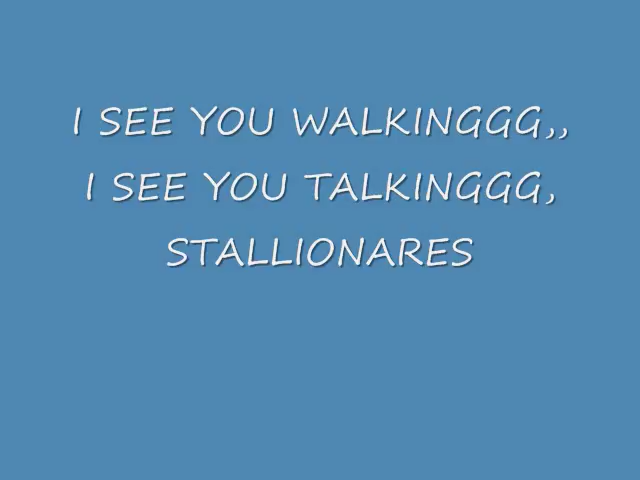 I SEE YOU WALKINGGG,,
I SEE YOU TALKINGGG,
STALLIONARES